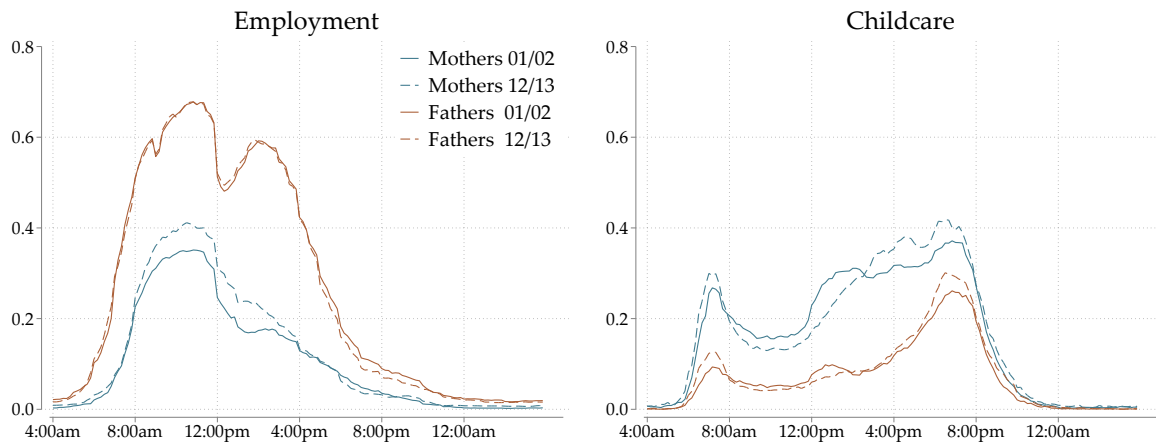 Employment
0.8
0.6
0.4
0.2
0.0
4:00am 8:00am 12:00pm 4:00pm 8:00pm 12:00am
Mothers 01/02
Mothers 12/13
Fathers 01/02
Fathers 12/13
Childcare
0.8
0.6
0.4
0.2
0.0
4:00am 8:00am 12:00pm 4:00pm 8:00pm 12:00am